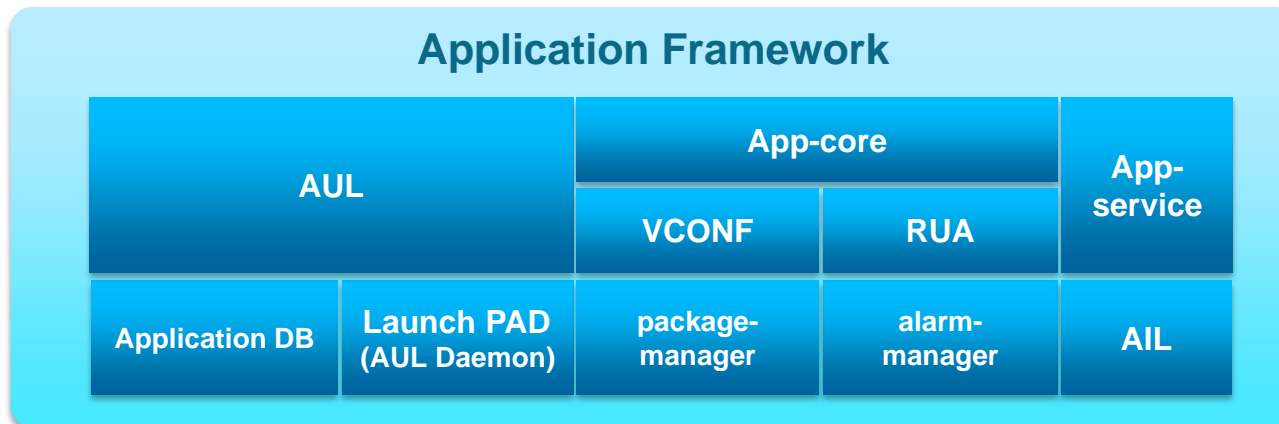 Application Framework
AUL
App-core
App-
service
VCONF
RUA
Application DB
Launch PAD
(AUL Daemon)
package-
manager
alarm-
manager
AIL